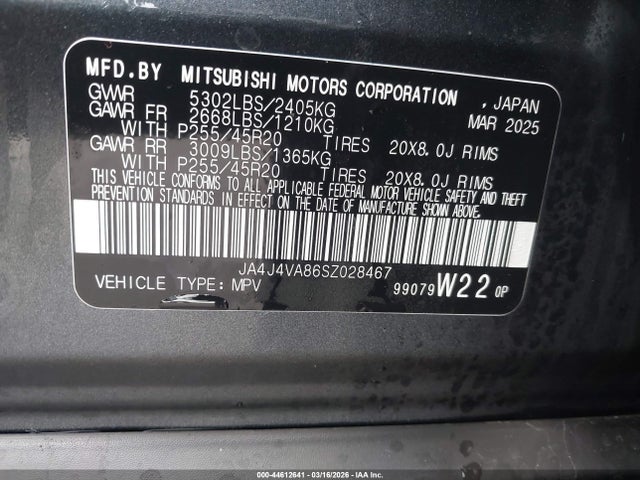 MFD.BY MITSUBISHI MOTORS CORPORATION , JAPAN
GVWR 5302LBS/2405KG MAR 2025
GAWR FR 2668LBS/1210KG
WITH P255/45R20 TIRES 20X8.0J RIMS
GAWR RR 3009LBS/1365KG
WITH P255/45R20 TIRES 20X8.0J RIMS
THIS VEHICLE CONFORMS TO ALL APPLICABLE FEDERAL MOTOR VEHICLE SAFETY AND THEFT
PREVENTION STANDARDS IN EFFECT ON THE DATE OF MANUFACTURE SHOWN ABOVE.
JA4J4VA86SZ028467
VEHICLE TYPE: MPV 99079 W22 0P
000-44612641 - 03/16/2026 - IAA Inc.